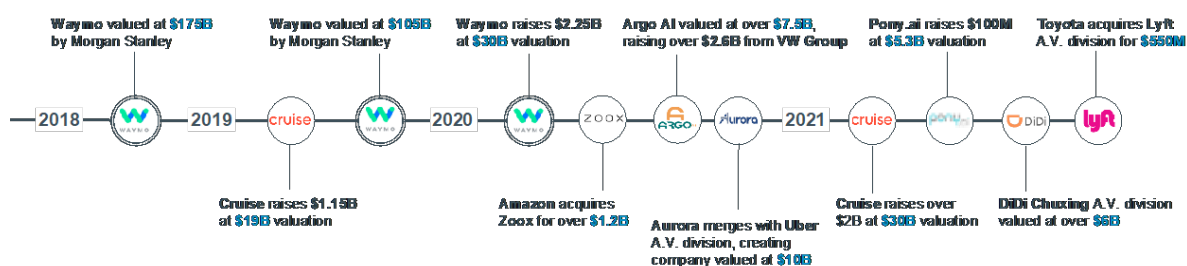 Waymo valued at $175B
by Morgan Stanley
Waymo valued at $105B
by Morgan Stanley
Waymo raises $2.25B
at $30B valuation
Argo AI valued at over $7.5B,
raising over $2.6B from VW Group
Pony.ai raises $100M
at $5.3B valuation
Toyota acquires Lyft
A.V. division for $550M
2018
WAYMO
2019
cruise
WAYMO
2020
WAYMO
ZOOX
ARGO
Aurora
2021
cruise
pony
DiDi
lyft
Cruise raises $1.15B
at $19B valuation
Amazon acquires
Zoox for over $1.2B
Aurora merges with Uber
A.V. division, creating
company valued at $10B
Cruise raises over
$2B at $30B valuation
DiDi Chuxing A.V. division
valued at over $6B